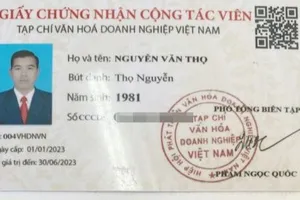 GIẤY CHỨNG NHẬN CỘNG TÁC VIÊN
TẠP CHÍ VĂN HOÁ DOANH NGHIỆP VIỆT NAM
Họ và tên: NGUYỄN VĂN THỌ
Bút danh: Thọ Nguyễn
Năm sinh: 1981
Số CCCD:
Số: 004VHDNVN
Ngày cấp: 01/01/2023
giá trị đến: 30/06/2023
PHÓ TỔNG BIÊN TẬP
TẠP CHÍ
VĂN HÓA
DOANH NGHIỆP
VIỆT NAM
PHẠM NGỌC QUỐC